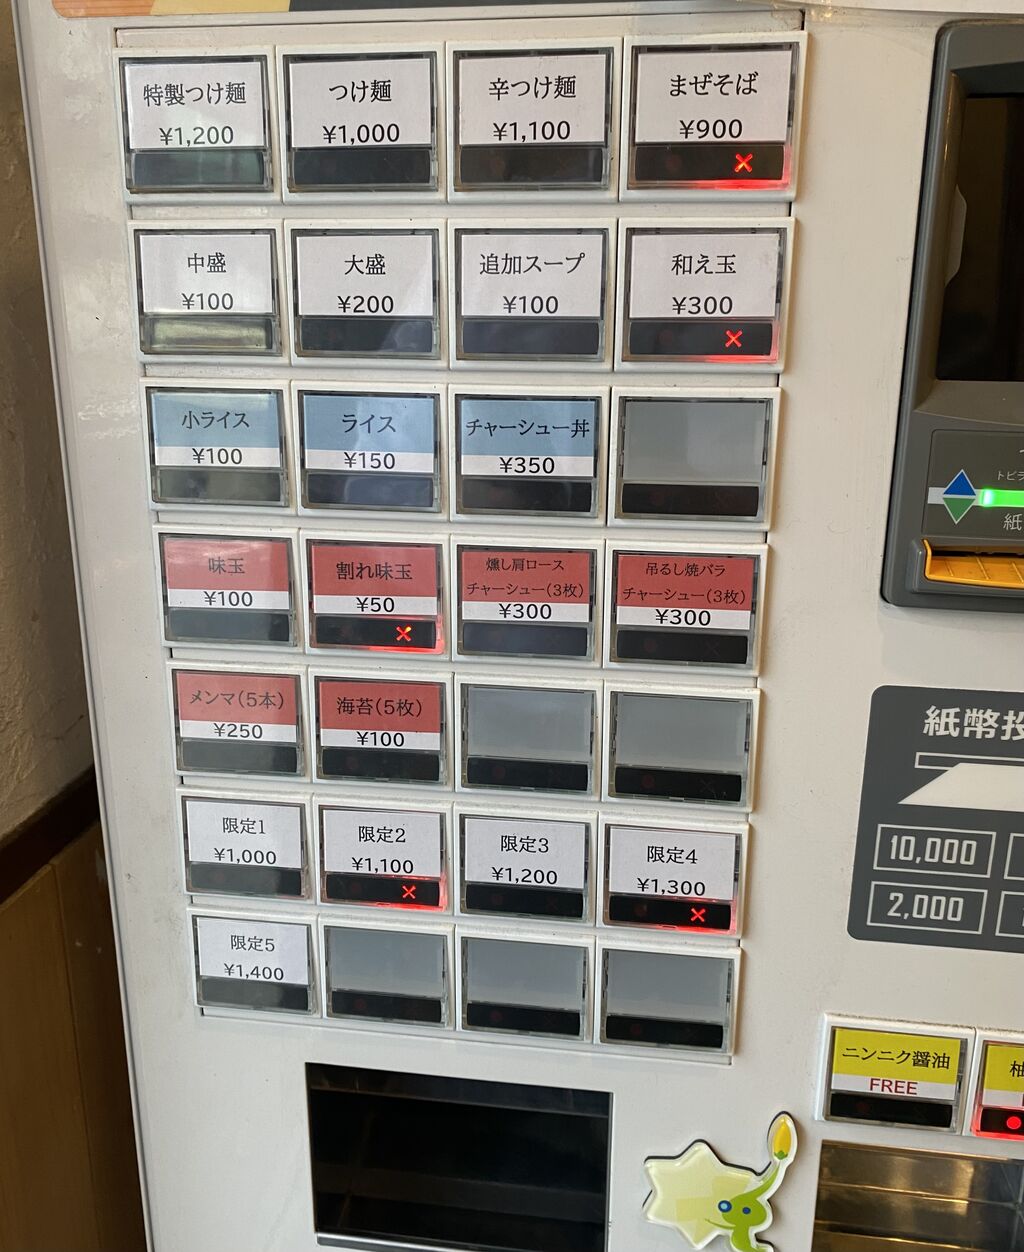 特製つけ麺
¥1,200
つけ麺
¥1,000
辛つけ麺
¥1,100
まぜそば
¥900
×
中盛
¥100
大盛
¥200
追加スープ
¥100
和え玉
¥300
×
小ライス
¥100
ライス
¥150
チャーシュー丼
¥350
味玉
¥100
割れ味玉
¥50
×
燻し肩ロース
チャーシュー(3枚)
¥300
吊るし焼バラ
チャーシュー(3枚)
¥300
メンマ(5本)
¥250
海苔(5枚)
¥100
限定1
¥1,000
限定2
¥1,100
×
限定3
¥1,200
限定4
¥1,300
×
限定5
¥1,400
トビラ
紙
紙幣投
10,000
2,000
ニンニク醤油
FREE
柚